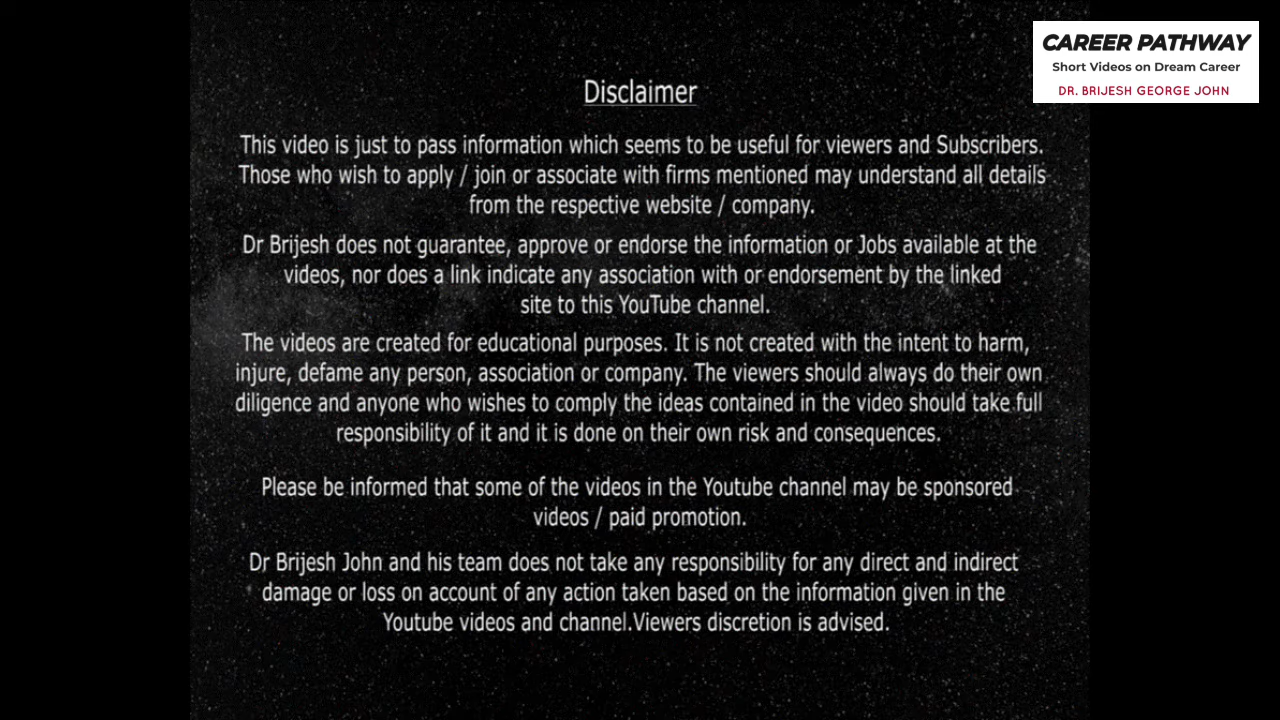 CAREER PATHWAY
Short Videos on Dream Career
DR. BRIJESH GEORGE JOHN
Disclaimer
This video is just to pass information which seems to be useful for viewers and Subscribers.
Those who wish to apply / join or associate with firms mentioned may understand all details
from the respective website / company.
Dr Brijesh does not guarantee, approve or endorse the information or Jobs available at the
videos, nor does a link indicate any association with or endorsement by the linked
site to this YouTube channel.
The videos are created for educational purposes. It is not created with the intent to harm,
injure, defame any person, association or company. The viewers should always do their own
diligence and anyone who wishes to comply the ideas contained in the video should take full
responsibility of it and it is done on their own risk and consequences.
Please be informed that some of the videos in the Youtube channel may be sponsored
videos / paid promotion.
Dr Brijesh John and his team does not take any responsibility for any direct and indirect
damage or loss on account of any action taken based on the information given in the
Youtube videos and channel.Viewers discretion is advised.